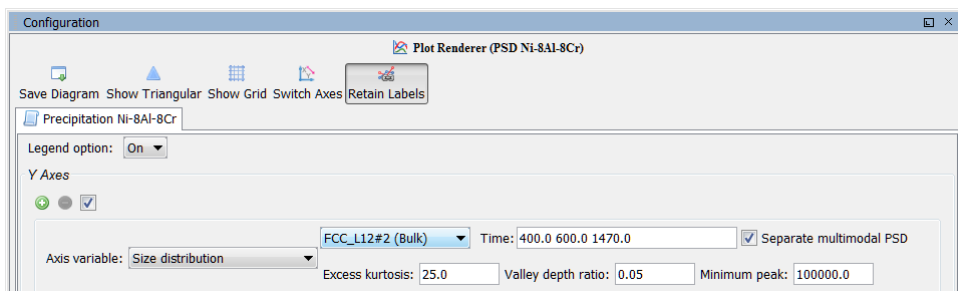 Configuration
Plot Renderer (PSD Ni-8Al-8Cr)
Save Diagram Show Triangular Show Grid Switch Axes Retain Labels
Precipitation Ni-8Al-8Cr
Legend option: On
Y Axes
FCC_L12#2 (Bulk) Time: 400.0 600.0 1470.0 Separate multimodal PSD
Axis variable: Size distribution
Excess kurtosis: 25.0 Valley depth ratio: 0.05 Minimum peak: 100000.0